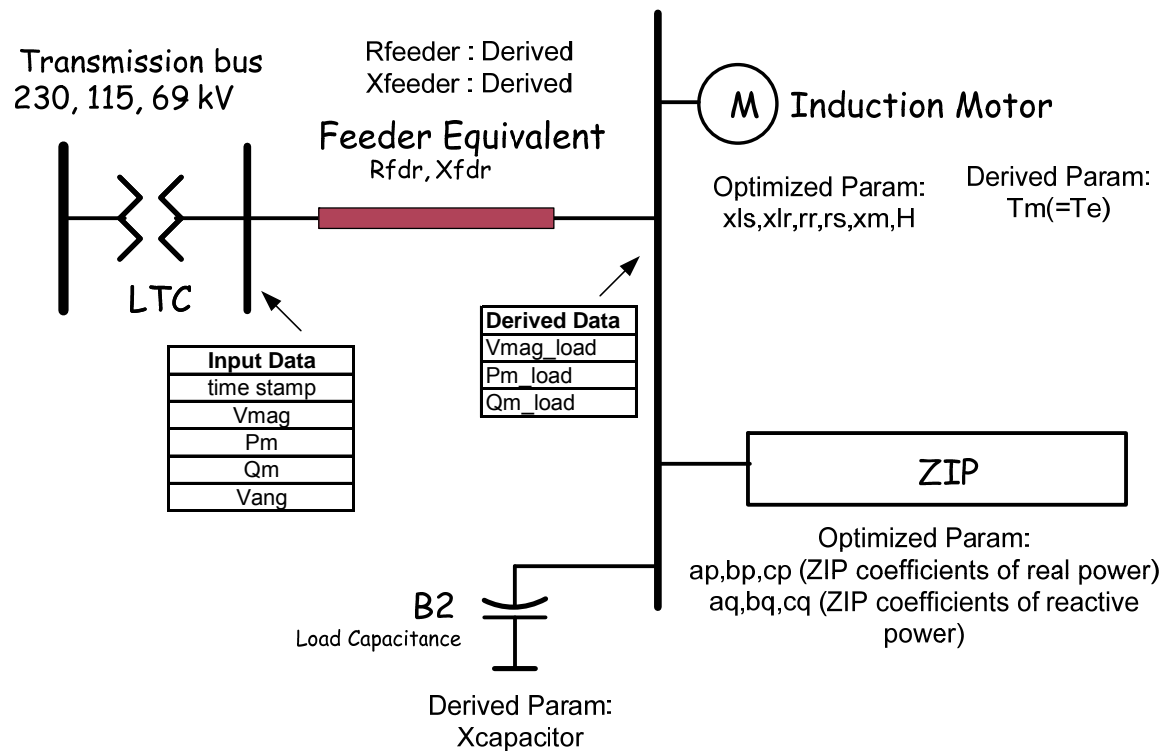 Transmission bus
230, 115, 69 kV
LTC
Rfeeder : Derived
Xfeeder : Derived
Feeder Equivalent
Rfdr, Xfdr
M
Induction Motor
Optimized Param:
xls,xlr,rr,rs,xm,H
Derived Param:
Tm(=Te)
Input Data
time stamp
Vmag
Pm
Qm
Vang
Derived Data
Vmag_load
Pm_load
Qm_load
ZIP
Optimized Param:
ap,bp,cp (ZIP coefficients of real power)
aq,bq,cq (ZIP coefficients of reactive
power)
B2
Load Capacitance
Derived Param:
Xcapacitor